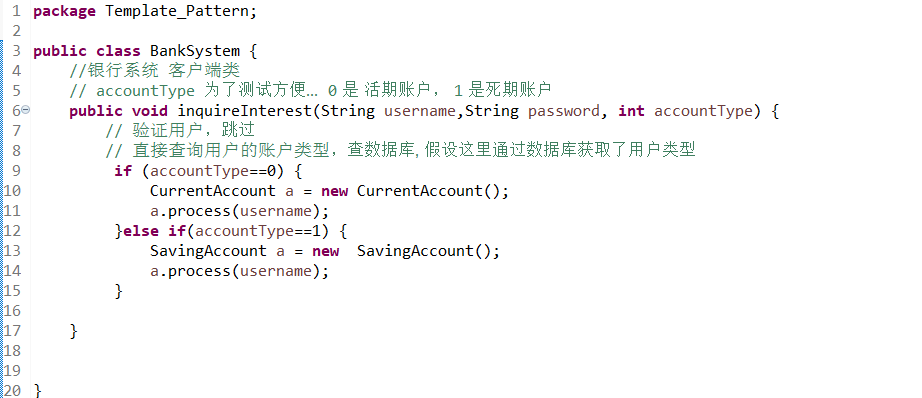 1 package Template_Pattern;
2
3 public class BankSystem {
4 //银行系统 客户端类
5 // accountType 为了测试方便… 0 是 活期账户， 1 是死期账户
6 public void inquireInterest(String username,String password, int accountType) {
7 // 验证用户，跳过
8 // 直接查询用户的账户类型，查数据库,假设这里通过数据库获取了用户类型
9 if (accountType==0) {
10 CurrentAccount a = new CurrentAccount();
11 a.process(username);
12 }else if(accountType==1) {
13 SavingAccount a = new  SavingAccount();
14 a.process(username);
15 }
16
17 }
18
19
20 }